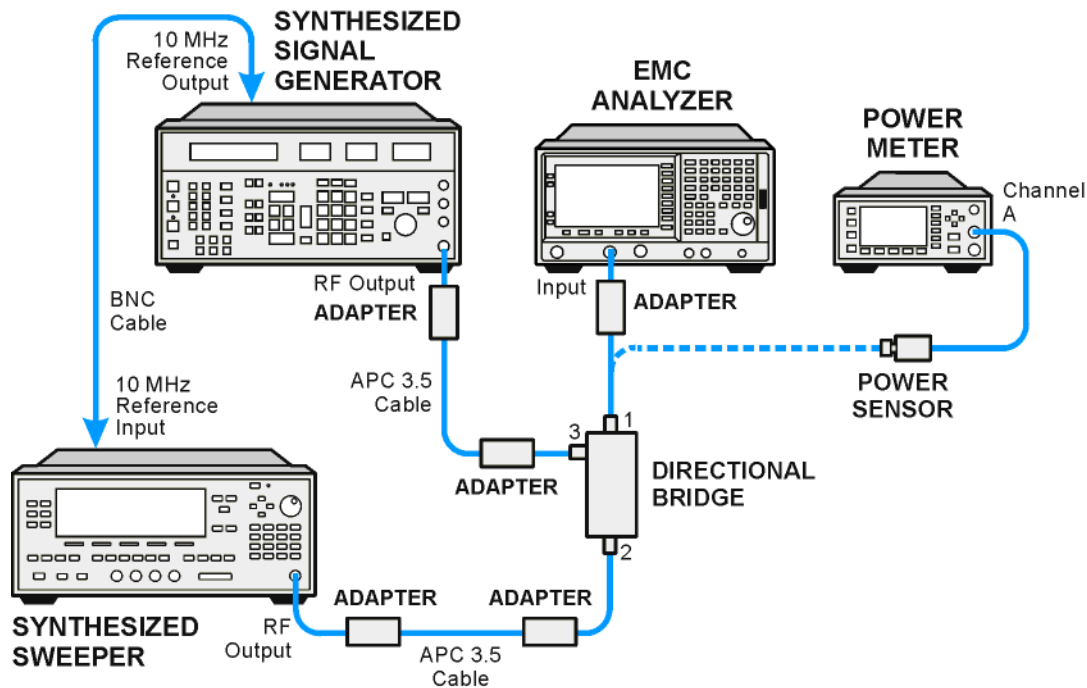 SYNTHESIZED
SIGNAL
GENERATOR
10 MHz
Reference
Output
EMC
ANALYZER
POWER
METER
Channel
A
RF Output
ADAPTER
Input
ADAPTER
BNC
Cable
POWER
SENSOR
APC 3.5
Cable
10 MHz
Reference
Input
1
3
ADAPTER
DIRECTIONAL
BRIDGE
2
ADAPTER
ADAPTER
SYNTHESIZED
SWEEPER
RF
Output
APC 3.5
Cable